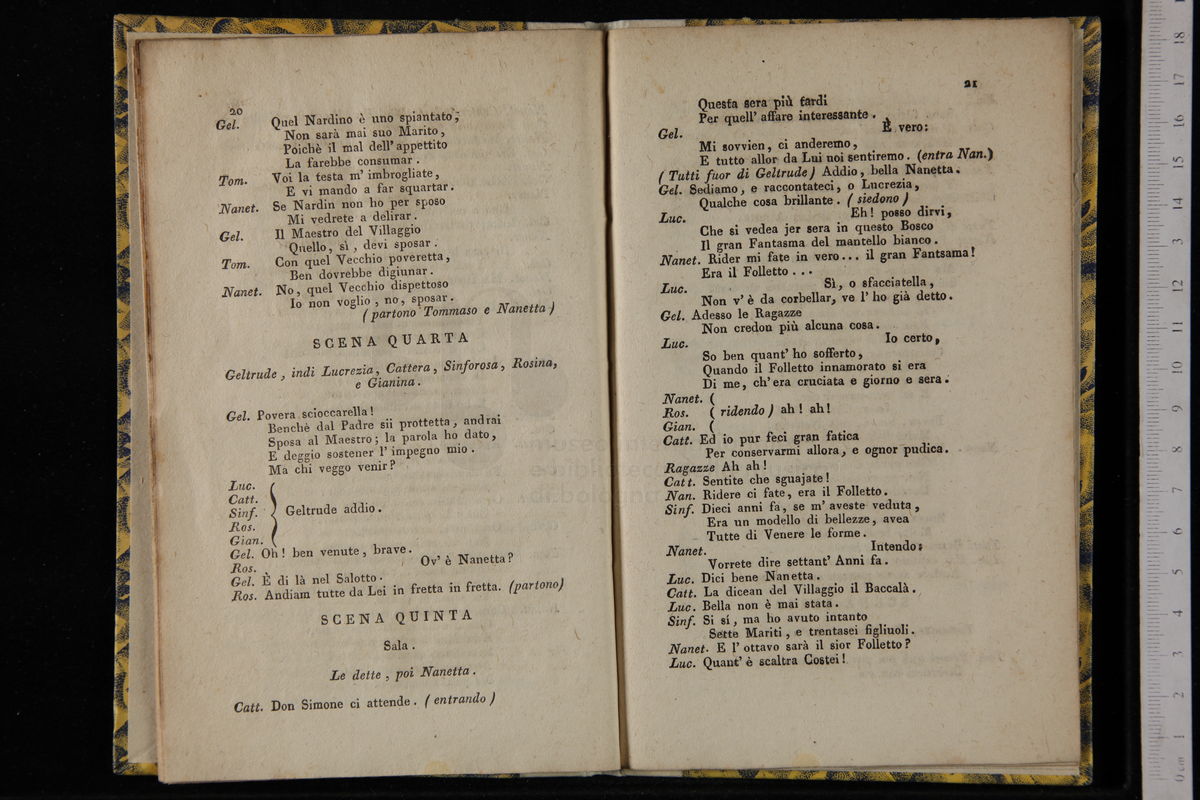 20
Gel. Quel Nardino è uno spiantato;
Non sarà mai suo Marito,
Poichè il mal dell' appettito
La farebbe consumar.
Tom. Voi la testa m' imbrogliate,
E vi mando a far squartar.
Nanet. Se Nardin non ho per sposo
Mi vedrete a delirar.
Gel. Il Maestro del Villaggio
Quello, sì, devi sposar.
Tom. Con quel Vecchio poveretta,
Ben dovrebbe digiunar.
Nanet. No, quel Vecchio dispettoso
Io non voglio, no, sposar.
(partono Tommaso e Nanetta)
SCENA QUARTA
Geltrude, indi Lucrezia, Cattera, Sinforosa, Rosina,
e Gianina.
Gel. Povera scioccarella!
Benchè dal Padre sii prottetta, andrai
Sposa al Maestro; la parola ho dato,
E deggio sostener l' impegno mio.
Ma chi veggo venir?
Luc.
Catt.
Sinf. Geltrude addio.
Ros.
Gian.
Gel. Oh! ben venute, brave.
Ros. Ov' è Nanetta?
Gel. È di là nel Salotto.
Ros. Andiam tutte da Lei in fretta in fretta. (partono)
SCENA QUINTA
Sala.
Le dette, poi Nanetta.
Catt. Don Simone ci attende. (entrando)
21
Questa sera più tardi
Per quell' affare interessante.
Gel. È vero:
Mi sovvien, ci anderemo,
E tutto allor da Lui noi sentiremo. (entra Nan.)
(Tutti fuor di Geltrude) Addio, bella Nanetta.
Gel. Sediamo, e raccontateci, o Lucrezia,
Qualche cosa brillante. (siedono)
Luc. Eh! posso dirvi,
Che si vedea jer sera in questo Bosco
Il gran Fantasma del mantello bianco.
Nanet. Rider mi fate in vero... il gran Fantsama!
Era il Folletto...
Luc. Sì, o sfacciatella,
Non v' è da corbellar, ve l' ho già detto.
Gel. Adesso le Ragazze
Non credon più alcuna cosa.
Luc. Io certo,
So ben quant' ho sofferto,
Quando il Folletto innamorato si era
Di me, ch' era cruciata e giorno e sera.
Nanet. (
Ros. ( ridendo) ah! ah!
Gian. (
Catt. Ed io pur feci gran fatica
Per conservarmi allora, e ognor pudica.
Ragazze Ah ah!
Catt. Sentite che sguajate!
Nan. Ridere ci fate, era il Folletto.
Sinf. Dieci anni fa, se m' aveste veduta,
Era un modello di bellezze, avea
Tutte di Venere le forme.
Nanet. Intendo:
Vorrete dire settant' Anni fa.
Luc. Dici bene Nanetta.
Catt. La dicean del Villaggio il Baccalà.
Luc. Bella non è mai stata.
Sinf. Si sì, ma ho avuto intanto
Sette Mariti, e trentasei figliuoli.
Nanet. E l' ottavo sarà il sior Folletto?
Luc. Quant' è scaltra Costei!